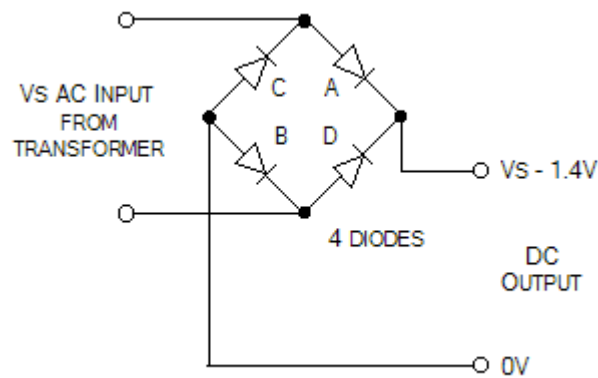 VS AC INPUT
FROM
TRANSFORMER
C
A
B
D
4 DIODES
VS - 1.4V
DC
OUTPUT
0V